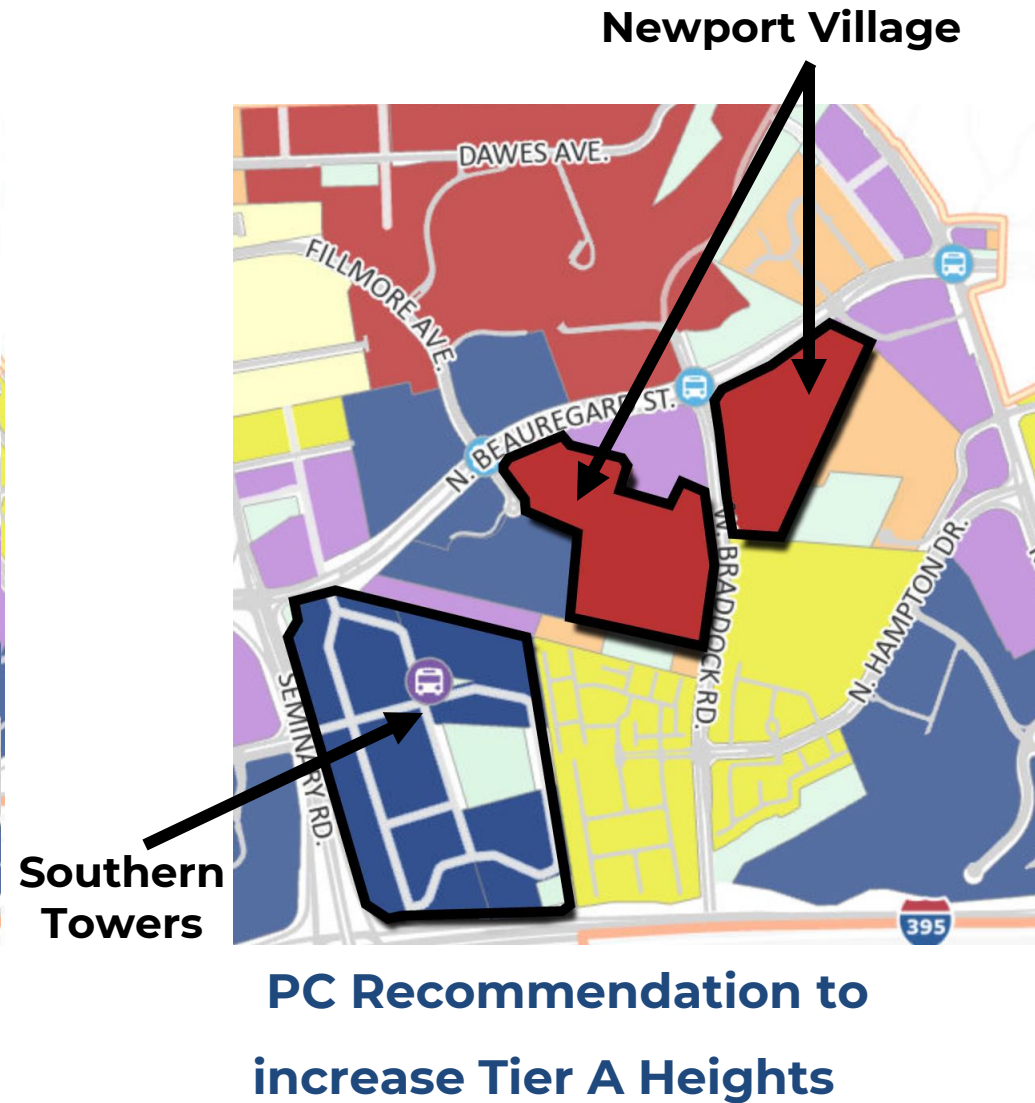 Newport Village
DAWES AVE.
FILLMORE AVE.
N. BEAUREGARD ST.
W. BRADDOCK RD.
N. HAMPTON DR.
SEMINARY RD.
Southern
Towers
395
PC Recommendation to
increase Tier A Heights